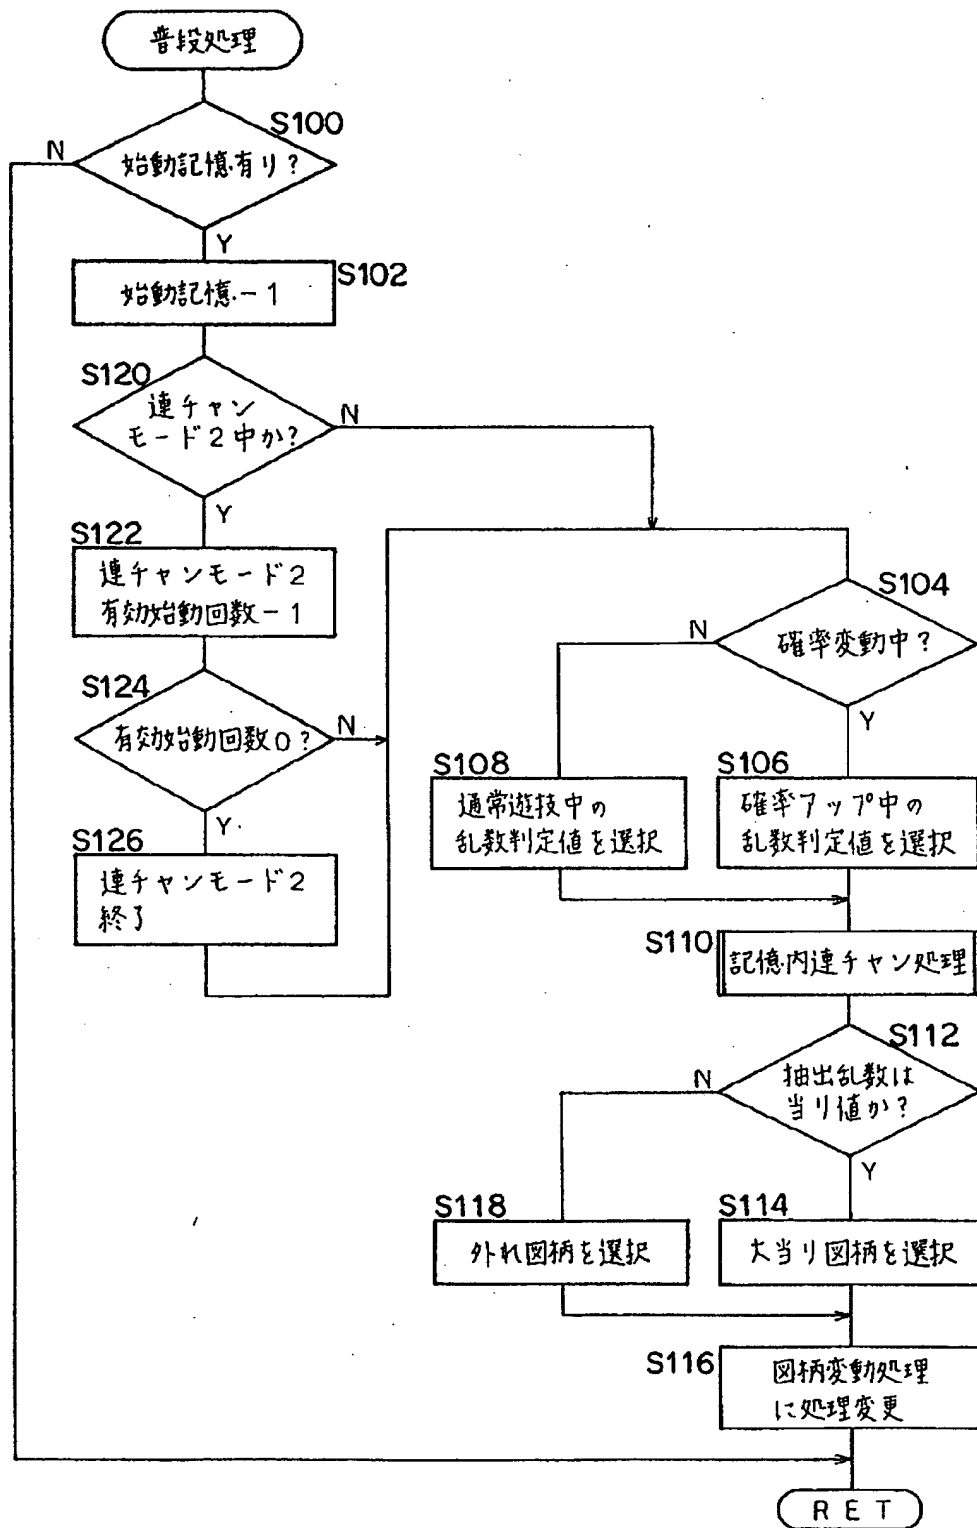 普段処理
S100
N
始動記憶有り?
Y
S102
始動記憶-1
S120
連チャン
モード2中か?
N
Y
S122
連チャンモード2
有効始動回数-1
S104
N
確率変動中?
Y
S124
有効始動回数0?
N
Y
S108
通常遊技中の
乱数判定値を選択
S106
確率アップ中の
乱数判定値を選択
S126
連チャンモード2
終了
S110
記憶内連チャン処理
S112
N
抽出乱数は
当り値か?
Y
S118
外れ図柄を選択
S114
大当り図柄を選択
S116
図柄変動処理
に処理変更
RET